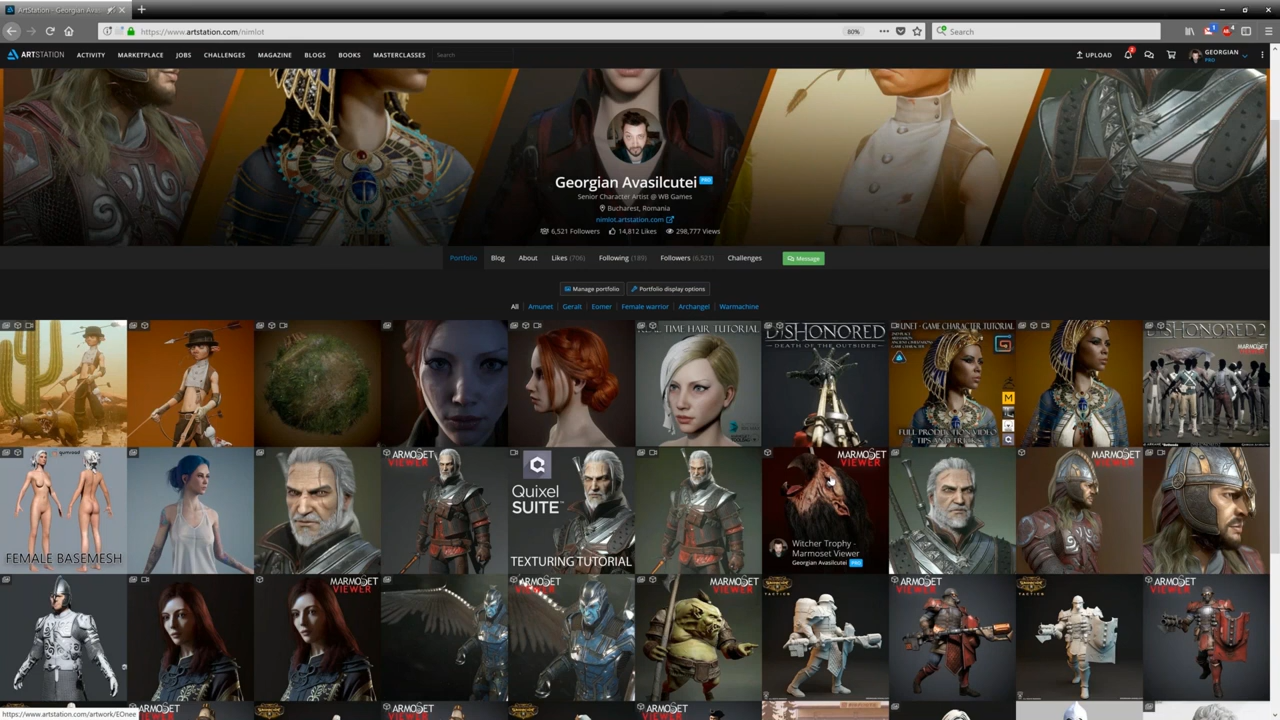 ArtStation - Georgian Avas
https://www.artstation.com/nimlot
80%
Search
1
4
ARTSTATION
ACTIVITY
MARKETPLACE
JOBS
CHALLENGES
MAGAZINE
BLOGS
BOOKS
MASTERCLASSES
Search
UPLOAD
GEORGIAN
PRO
Georgian Avasilcutei PRO
Senior Character Artist @ WB Games
Bucharest, Romania
nimlot.artstation.com
6,521 Followers
14,812 Likes
298,777 Views
Portfolio
Blog
About
Likes (706)
Following (189)
Followers (6,521)
Challenges
Message
Manage portfolio
Portfolio display options
All
Amunet
Geralt
Eomer
Female warrior
Archangel
Warmachine
TIME HAIR TUTORIAL
DISHONORED
DEATH OF THE OUTSIDER
UNET - GAME CHARACTER TUTORIAL
FULL PRODUCTION VIDEO
TIPS AND TRICKS
DISHONORED2
MARMOSET
VIEWER
gumroad
FEMALE BASEMESH
ARMOSET
VIEWER
Quixel
SUITE™
TEXTURING TUTORIAL
MARMOSET
VIEWER
Witcher Trophy -
Marmoset Viewer
Georgian Avasilcutei PRO
MARMOSET
VIEWER
MARMOSET
VIEWER
ARMOSET
VIEWER
MARMOSET
VIEWER
ARMOSET
VIEWER
ARMOSET
VIEWER
https://www.artstation.com/artwork/EOnee